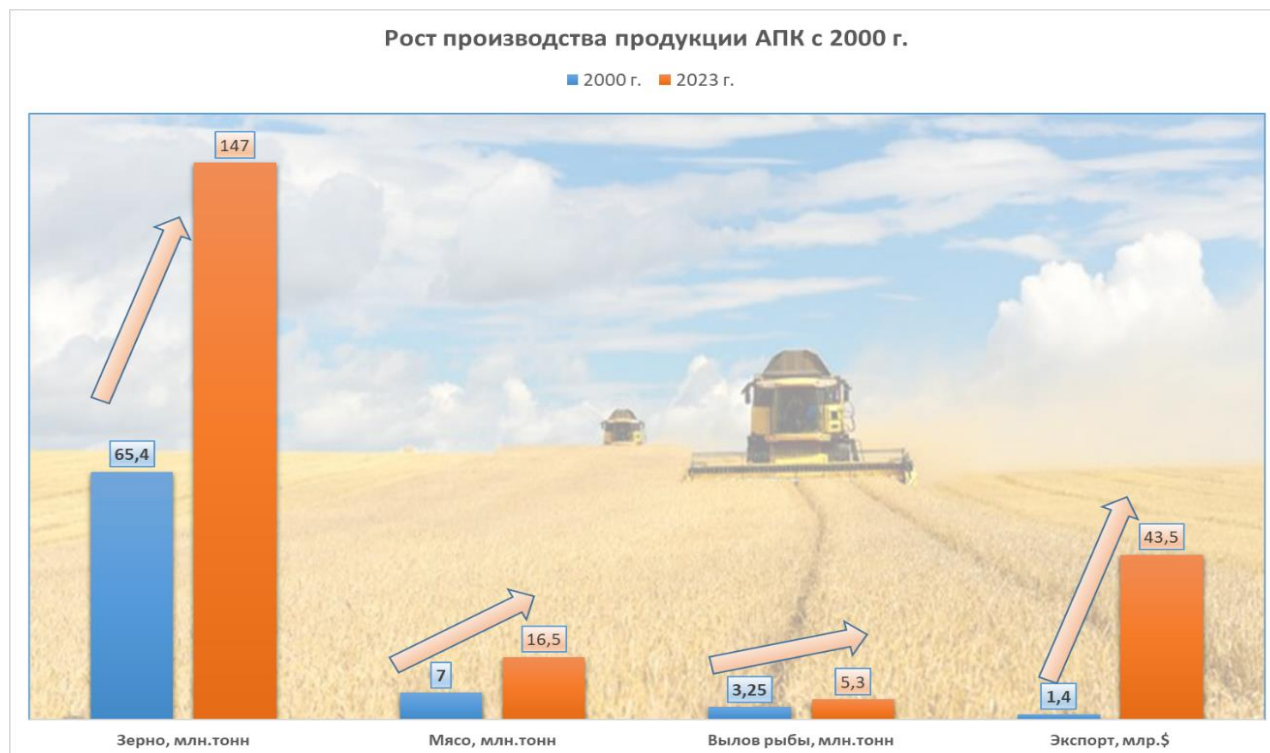 Рост производства продукции АПК с 2000 г.
2000 г. 2023 г.
147
65,4
7
16,5
3,25
5,3
1,4
43,5
Зерно, млн.тонн Мясо, млн.тонн Вылов рыбы, млн.тонн Экспорт, млр.$